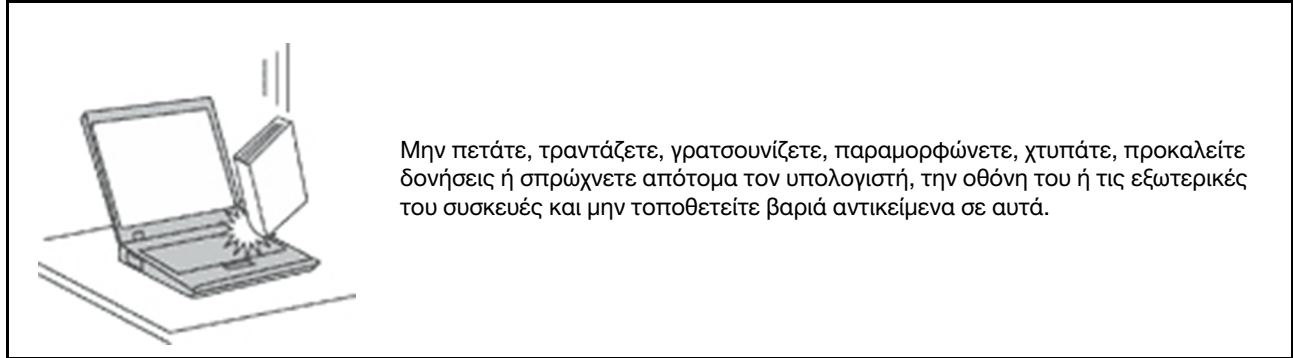 Μην πετάτε, τραντάζετε, γρατσουνίζετε, παραμορφώνετε, χτυπάτε, προκαλείτε
δονήσεις ή σπρώχνετε απότομα τον υπολογιστή, την οθόνη του ή τις εξωτερικές
του συσκευές και μην τοποθετείτε βαριά αντικείμενα σε αυτά.